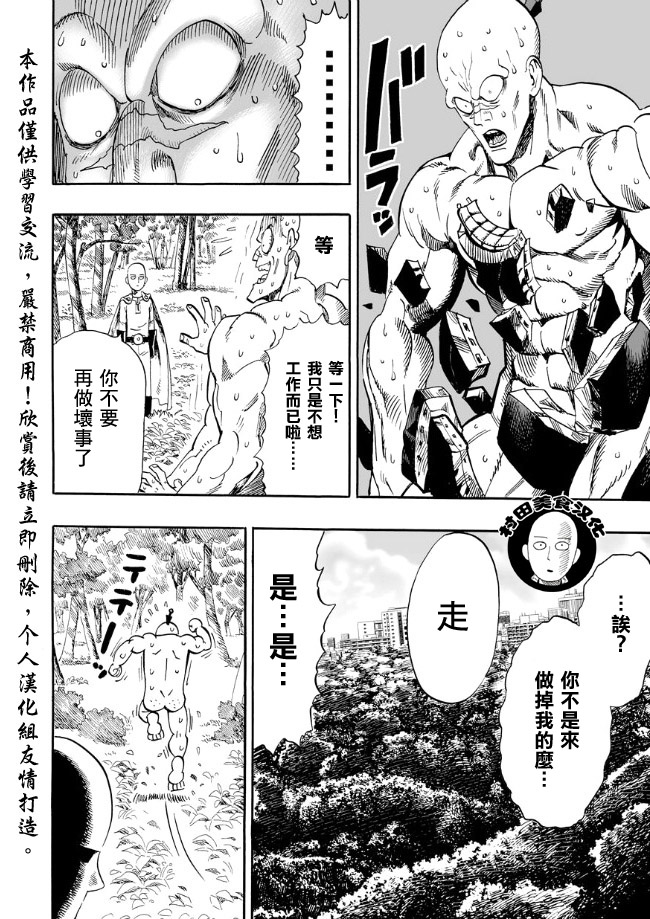 バラッ
………
等
等一下!
我只是不想
工作而已啦……
你不要
再做壞事了
…誒?
你不是來
做掉我的麼…
走
是…是…
村田美食汉化
テテテーッ
本作品僅供學習交流，嚴禁商用！欣賞後請立即刪除，个人漢化組友情打造。